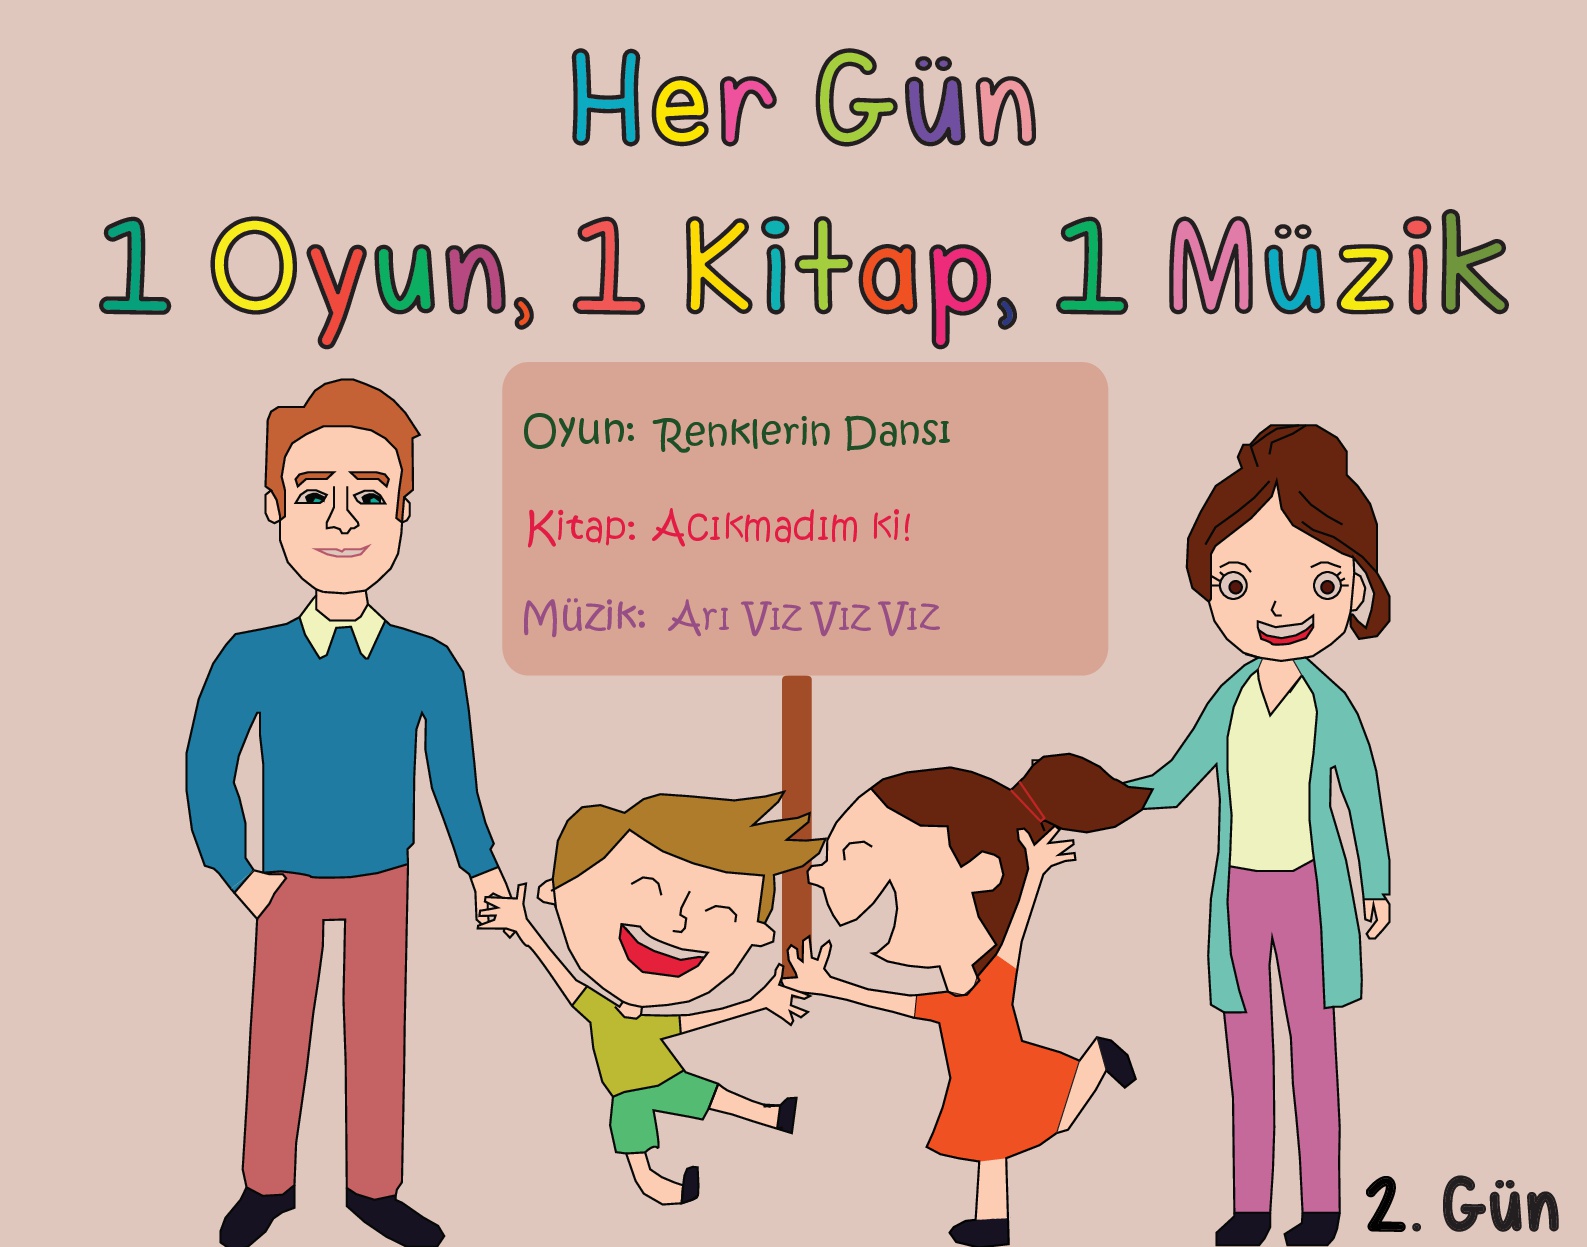 Her Gün
1 Oyun, 1 Kitap, 1 Müzik
Oyun: Renklerin Dansı
Kitap: Acıkmadım ki!
Müzik: Arı Vız Vız Vız
2. Gün